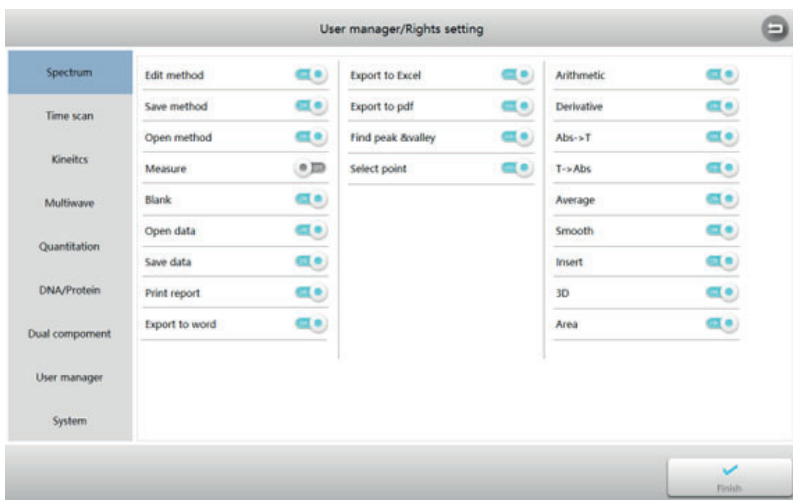 User manager/Rights setting
Spectrum
Time scan
Kineitcs
Multiwave
Quantitation
DNA/Protein
Dual compoment
User manager
System
Edit method
Save method
Open method
Measure
Blank
Open data
Save data
Print report
Export to word
Export to Excel
Export to pdf
Find peak &valley
Select point
Arithmetic
Derivative
Abs->T
T->Abs
Average
Smooth
Insert
3D
Area
Finish